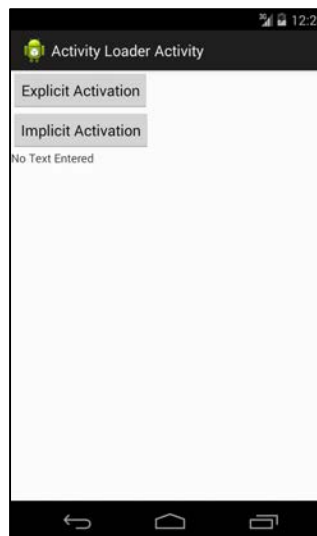 12:2
Activity Loader Activity
Explicit Activation
Implicit Activation
No Text Entered